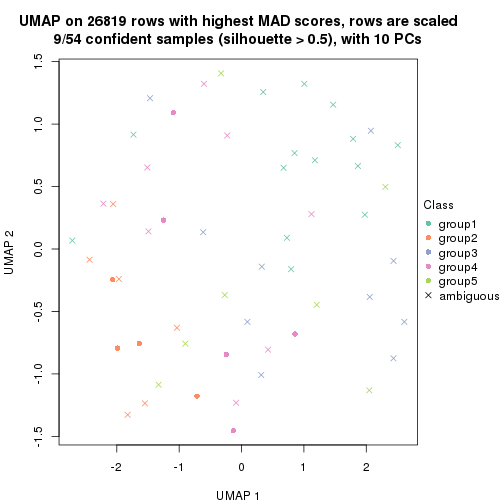 UMAP on 26819 rows with highest MAD scores, rows are scaled
9/54 confident samples (silhouette > 0.5), with 10 PCs
1.5
1.0
0.5
0.0
-0.5
-1.0
-1.5
UMAP 2
-2
-1
0
1
2
UMAP 1
Class
group1
group2
group3
group4
group5
ambiguous